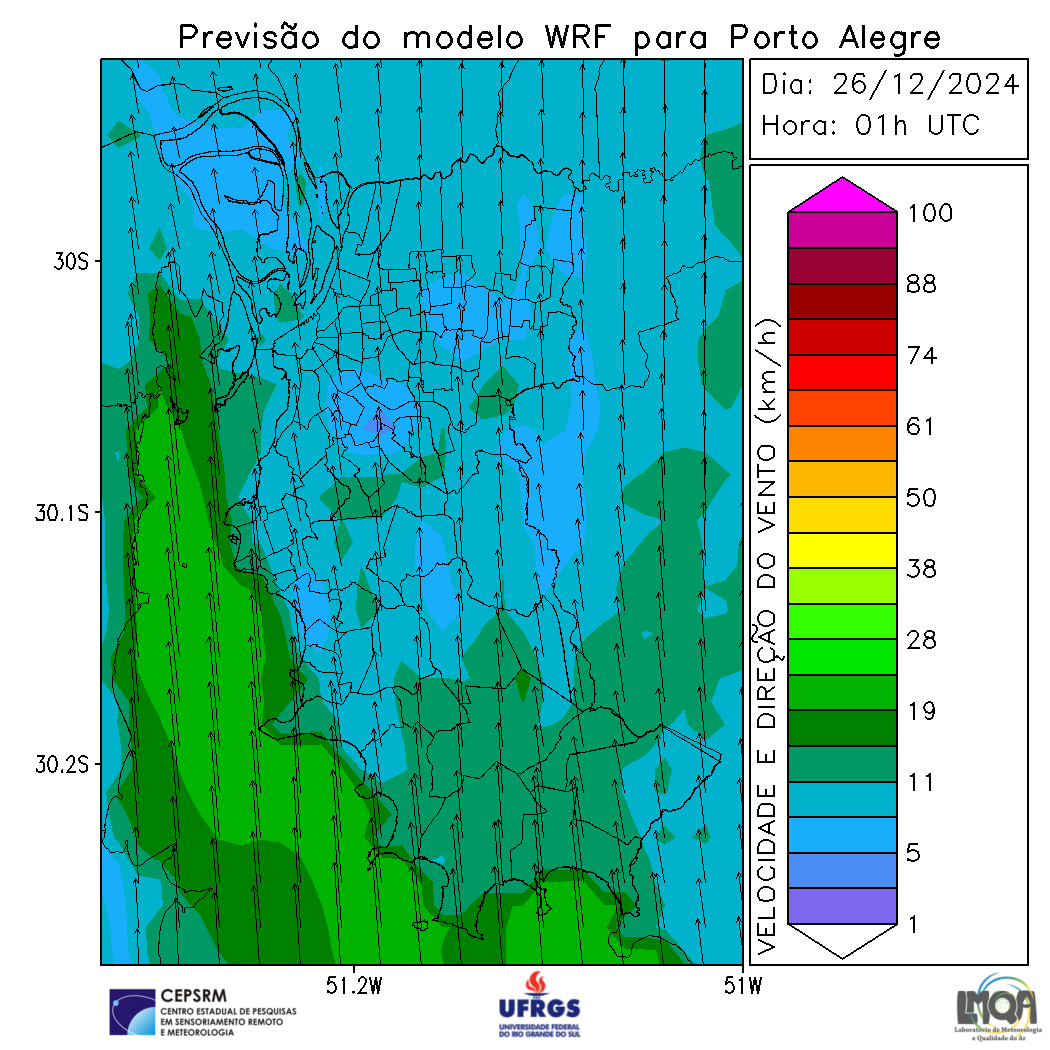 Previsão do modelo WRF para Porto Alegre
Dia: 26/12/2024
Hora: 01h UTC
30S
30.1S
30.2S
51.2W
51W
VELOCIDADE E DIREÇÃO DO VENTO (km/h)
100
88
74
61
50
38
28
19
11
5
1
CEPSRM
CENTRO ESTADUAL DE PESQUISAS
EM SENSORIAMENTO REMOTO
E METEOROLOGIA
UFRGS
UNIVERSIDADE FEDERAL
DO RIO GRANDE DO SUL
LMQA
Laboratório de Meteorologia
e Qualidade do Ar